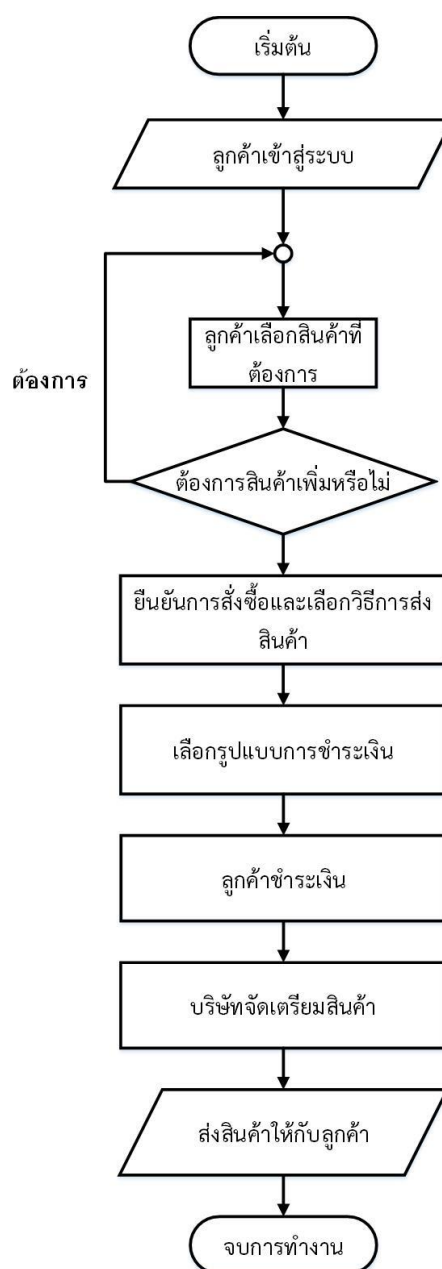 เริ่มต้น
ลูกค้าเข้าสู่ระบบ
ลูกค้าเลือกสินค้าที่
ต้องการ
ต้องการ
ต้องการสินค้าเพิ่มหรือไม่
ยืนยันการสั่งซื้อและเลือกวิธีการส่ง
สินค้า
เลือกรูปแบบการชำระเงิน
ลูกค้าชำระเงิน
บริษัทจัดเตรียมสินค้า
ส่งสินค้าให้กับลูกค้า
จบการทำงาน